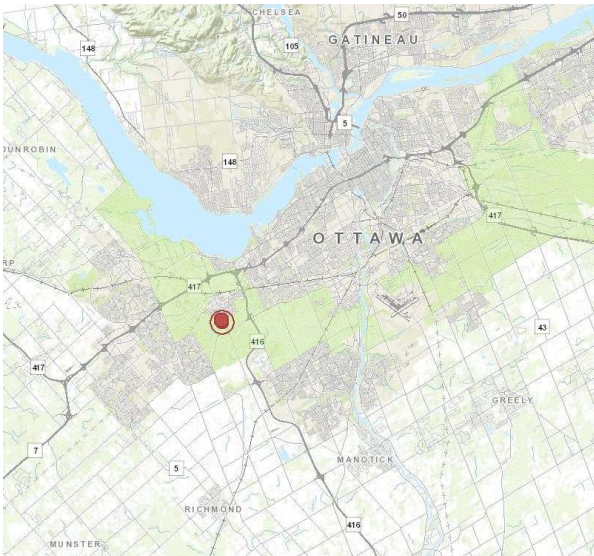 CHELSEA
50
GATINEAU
148
105
5
DUNROBIN
148
417
OTTAWA
RP
417
43
416
417
GREELY
7
5
MANOTICK
RICHMOND
416
MUNSTER